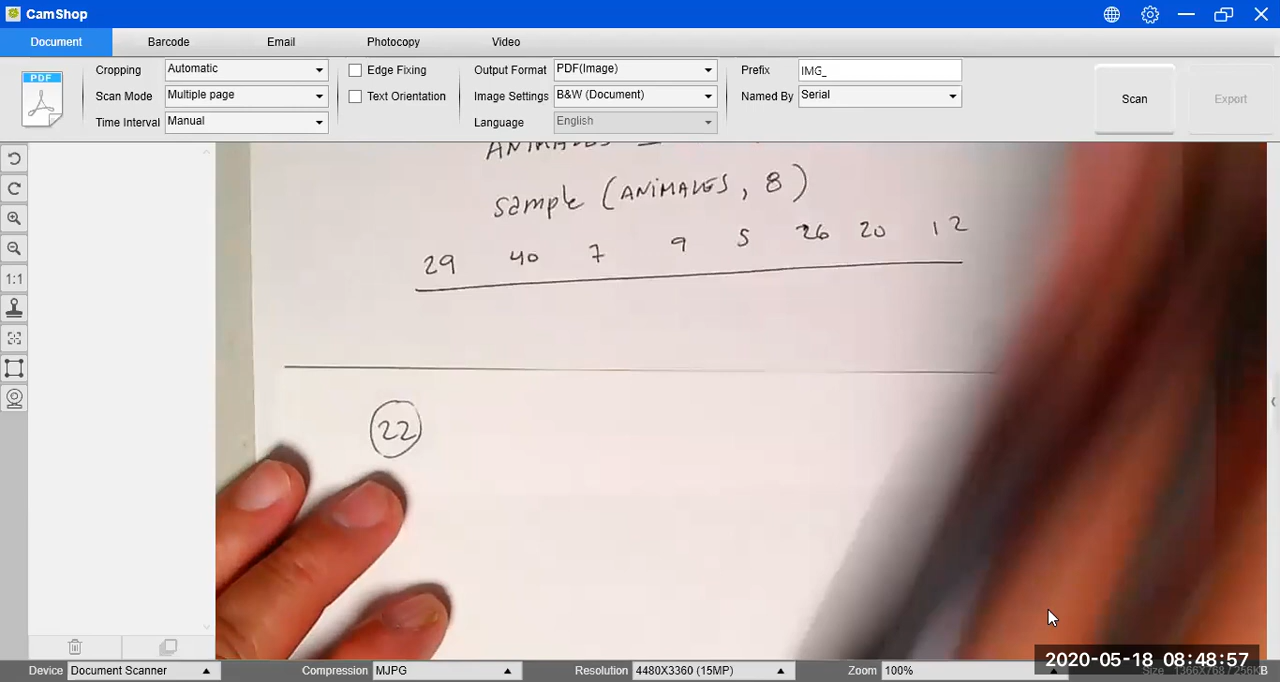 CamShop
Document Barcode Email Photocopy Video
PDF
Cropping Automatic
Scan Mode Multiple page
Time Interval Manual
Edge Fixing
Text Orientation
Output Format PDF(Image)
Image Settings B&W (Document)
Language English
Prefix IMG_
Named By Serial
Scan
Export
1:1
sample (ANIMALES, 8)
29 40 7 9 5 26 20 12
22
2020-05-18 08:48:57
Device Document Scanner Compression MJPG Resolution 4480X3360 (15MP) Zoom 100% Size 1366X768 / 256KB